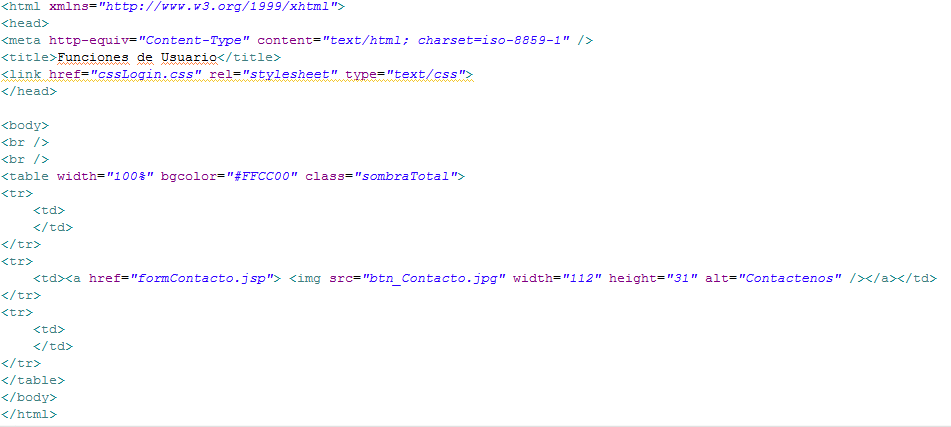 <html xmlns="http://www.w3.org/1999/xhtml">
<head>
<meta http-equiv="Content-Type" content="text/html; charset=iso-8859-1" />
<title>Funciones de Usuario</title>
<link href="cssLogin.css" rel="stylesheet" type="text/css">
</head>

<body>
<br />
<br />
<table width="100%" bgcolor="#FFCC00" class="sombraTotal">
<tr>
    <td>
    </td>
</tr>
<tr>
    <td><a href="formContacto.jsp"> <img src="btn_Contacto.jpg" width="112" height="31" alt="Contactenos" /></a></td>
</tr>
<tr>
    <td>
    </td>
</tr>
</table>
</body>
</html>